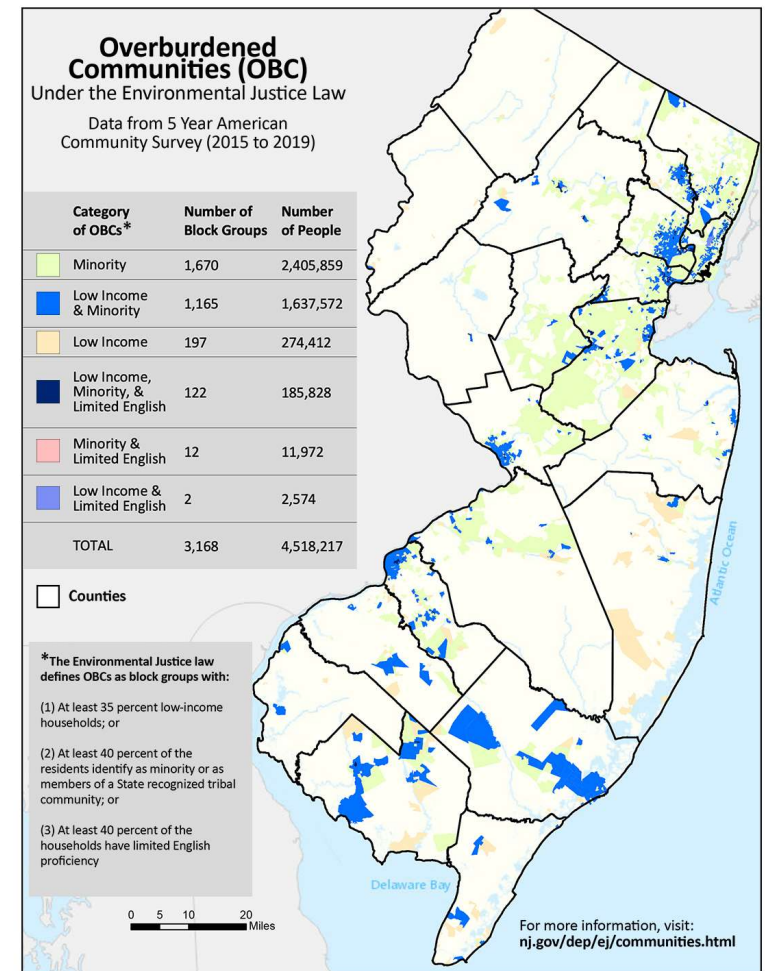 Overburdened
Communities (OBC)
Under the Environmental Justice Law
Data from 5 Year American
Community Survey (2015 to 2019)
Category
of OBCs*
Number of
Block Groups
Number
of People
Minority 1,670 2,405,859
Low Income
& Minority 1,165 1,637,572
Low Income 197 274,412
Low Income,
Minority, & 122 185,828
Limited English
Minority &
Limited English 12 11,972
Low Income &
Limited English 2 2,574
TOTAL 3,168 4,518,217
Counties
*The Environmental Justice law
defines OBCs as block groups with:
(1) At least 35 percent low-income
households; or
(2) At least 40 percent of the
residents identify as minority or as
members of a State recognized tribal
community; or
(3) At least 40 percent of the
households have limited English
proficiency
Atlantic Ocean
Delaware Bay
0 5 10 20
Miles
For more information, visit:
nj.gov/dep/ej/communities.html